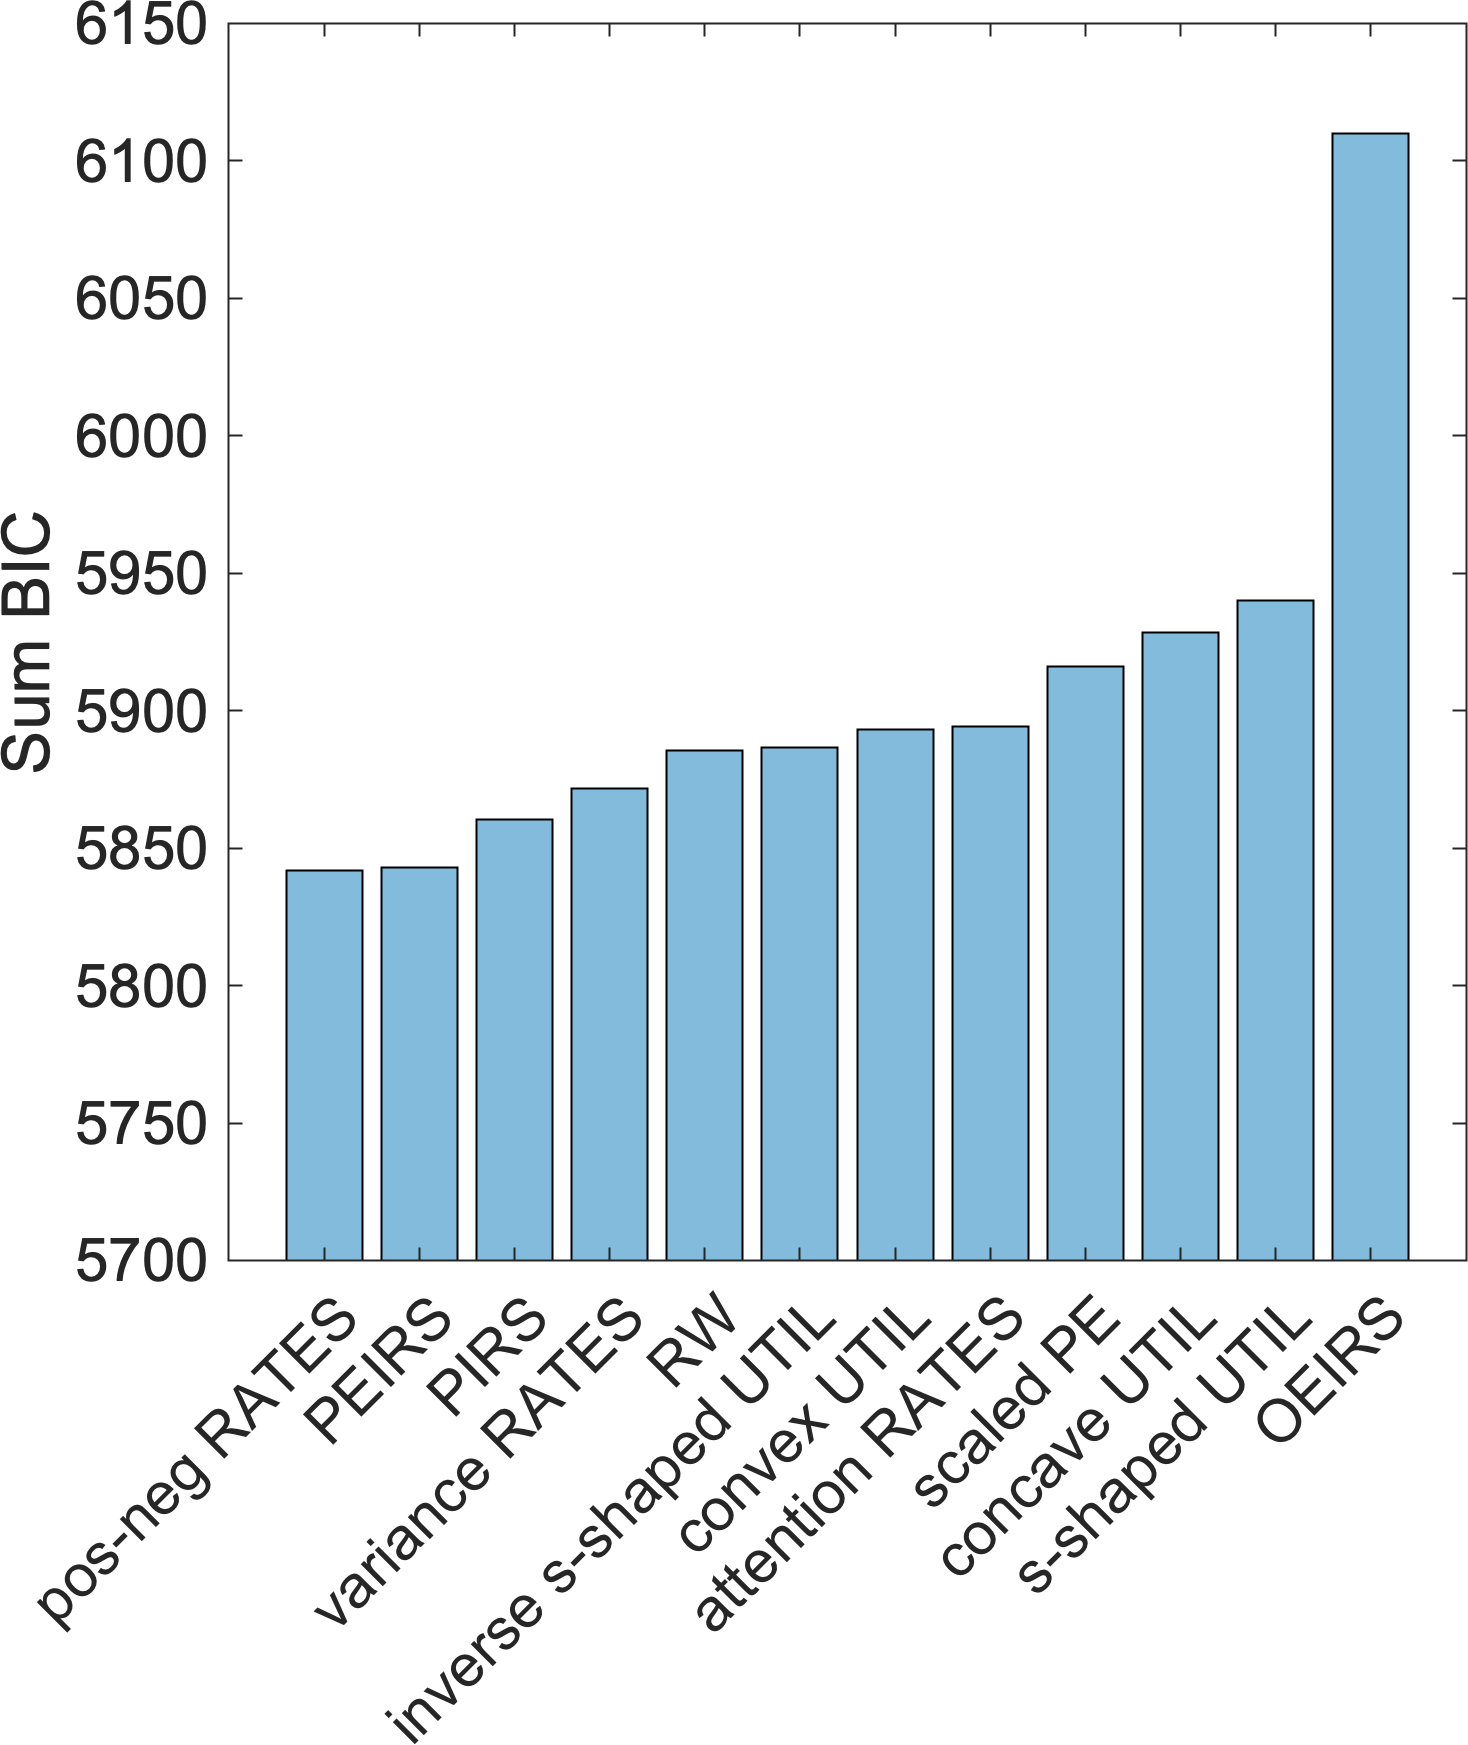 Sum BIC
6150
6100
6050
6000
5950
5900
5850
5800
5750
5700
pos-neg RATES
PEIRS
PIRS
variance RATES
RW
inverse s-shaped UTIL
convex UTIL
attention RATES
scaled PE
concave UTIL
s-shaped UTIL
OEIRS